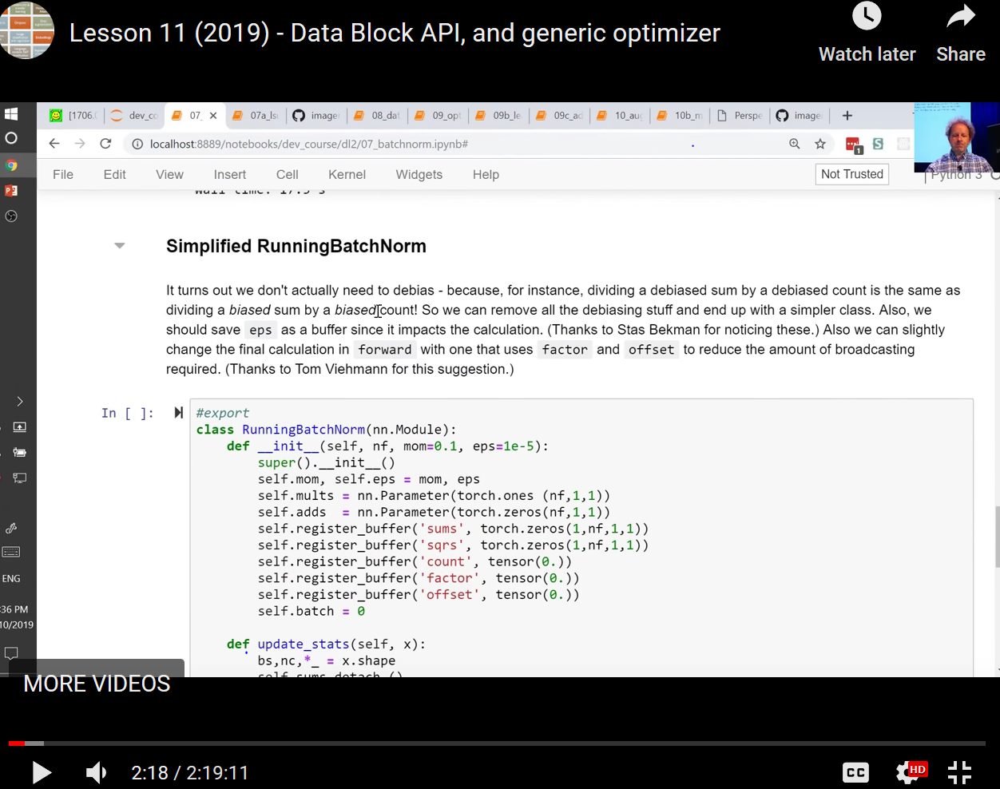 Lesson 11 (2019) - Data Block API, and generic optimizer
Watch later
Share
[1706.
dev_co
07_
07a_ls
image
08_dat
09_opt
09b_le
09c_ad
10_au
10b_m
Perspe
image
localhost:8889/notebooks/dev_course/dl2/07_batchnorm.ipynb#
1
File Edit View Insert Cell Kernel Widgets Help
Not Trusted
Python 3
wall time: 17.9 s
Simplified RunningBatchNorm
It turns out we don't actually need to debias - because, for instance, dividing a debiased sum by a debiased count is the same as
dividing a biased sum by a biased count! So we can remove all the debiasing stuff and end up with a simpler class. Also, we
should save eps as a buffer since it impacts the calculation. (Thanks to Stas Bekman for noticing these.) Also we can slightly
change the final calculation in forward with one that uses factor and offset to reduce the amount of broadcasting
required. (Thanks to Tom Viehmann for this suggestion.)
In [ ]:
#export
class RunningBatchNorm(nn.Module):
def __init__(self, nf, mom=0.1, eps=1e-5):
super().__init__()
self.mom, self.eps = mom, eps
self.mults = nn.Parameter(torch.ones (nf,1,1))
self.adds = nn.Parameter(torch.zeros(nf,1,1))
self.register_buffer('sums', torch.zeros(1,nf,1,1))
self.register_buffer('sqrs', torch.zeros(1,nf,1,1))
self.register_buffer('count', tensor(0.))
self.register_buffer('factor', tensor(0.))
self.register_buffer('offset', tensor(0.))
self.batch = 0
def update_stats(self, x):
bs,nc,*_ = x.shape
self.sums.detach_()
ENG
:36 PM
10/2019
MORE VIDEOS
2:18 / 2:19:11
CC
HD